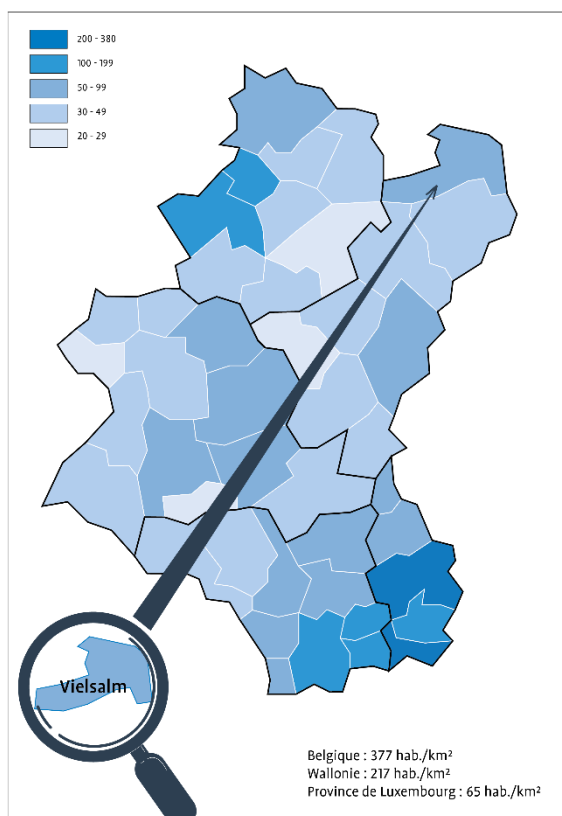 200 - 380
100 - 199
50 - 99
30 - 49
20 - 29
Vielsalm
Belgique : 377 hab./km²
Wallonie : 217 hab./km²
Province de Luxembourg : 65 hab./km²